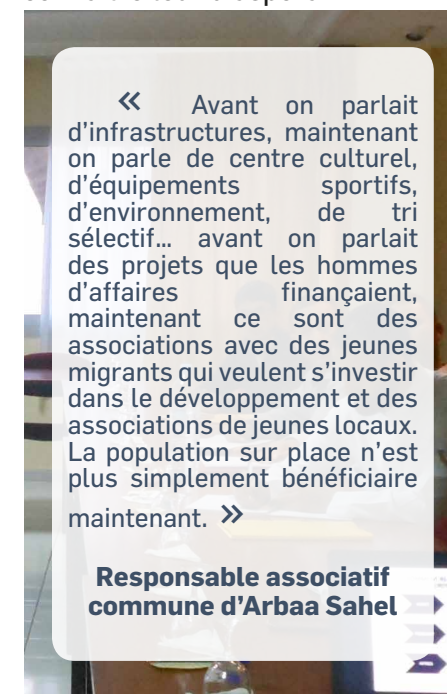 « Avant on parlait
d’infrastructures, maintenant
on parle de centre culturel,
d’équipements sportifs,
d’environnement, de tri
sélectif… avant on parlait
des projets que les hommes
d’affaires finançaient,
maintenant ce sont des
associations avec des jeunes
migrants qui veulent s’investir
dans le développement et des
associations de jeunes locaux.
La population sur place n’est
plus simplement bénéficiaire
maintenant. »
Responsable associatif
commune d’Arbaa Sahel